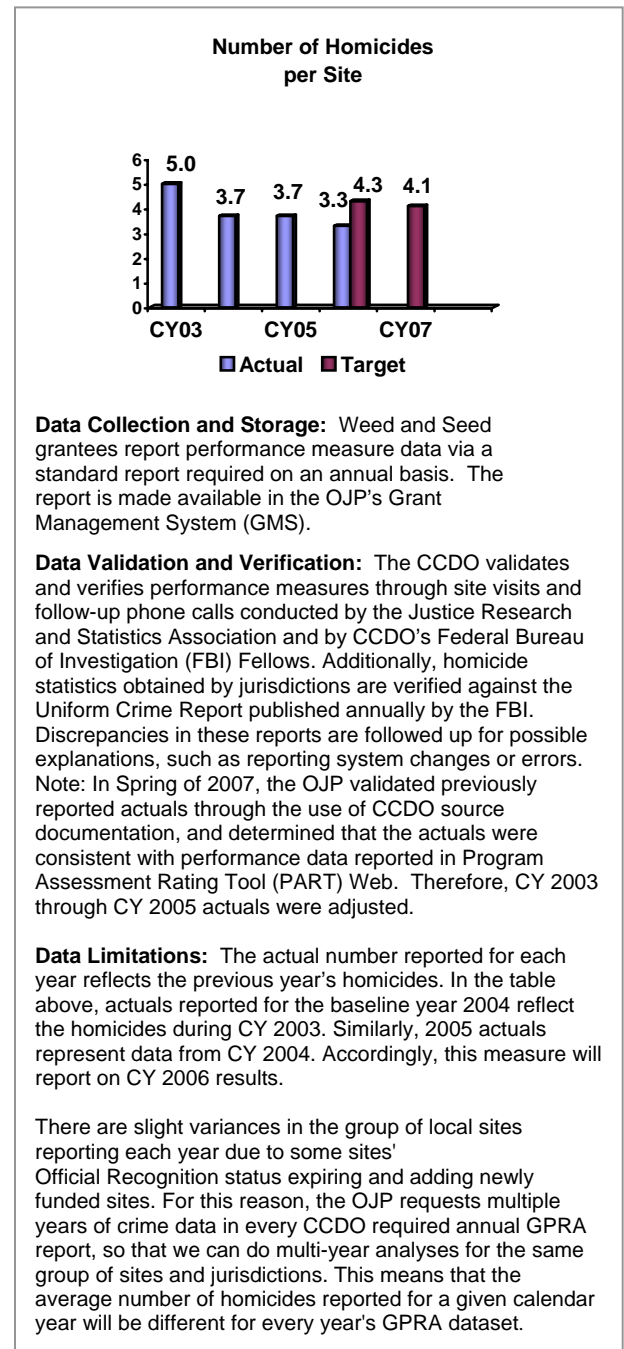 Number of Homicides
per Site
5.0
3.7
3.7
3.3
4.3
4.1
6
5
4
3
2
1
0
CY03 CY05 CY07
Actual Target
Data Collection and Storage: Weed and Seed
grantees report performance measure data via a
standard report required on an annual basis. The
report is made available in the OJP's Grant
Management System (GMS).
Data Validation and Verification: The CCDO validates
and verifies performance measures through site visits and
follow-up phone calls conducted by the Justice Research
and Statistics Association and by CCDO's Federal Bureau
of Investigation (FBI) Fellows. Additionally, homicide
statistics obtained by jurisdictions are verified against the
Uniform Crime Report published annually by the FBI.
Discrepancies in these reports are followed up for possible
explanations, such as reporting system changes or errors.
Note: In Spring of 2007, the OJP validated previously
reported actuals through the use of CCDO source
documentation, and determined that the actuals were
consistent with performance data reported in Program
Assessment Rating Tool (PART) Web. Therefore, CY 2003
through CY 2005 actuals were adjusted.
Data Limitations: The actual number reported for each
year reflects the previous year's homicides. In the table
above, actuals reported for the baseline year 2004 reflect
the homicides during CY 2003. Similarly, 2005 actuals
represent data from CY 2004. Accordingly, this measure will
report on CY 2006 results.
There are slight variances in the group of local sites
reporting each year due to some sites'
Official Recognition status expiring and adding newly
funded sites. For this reason, the OJP requests multiple
years of crime data in every CCDO required annual GPRA
report, so that we can do multi-year analyses for the same
group of sites and jurisdictions. This means that the
average number of homicides reported for a given calendar
year will be different for every year's GPRA dataset.